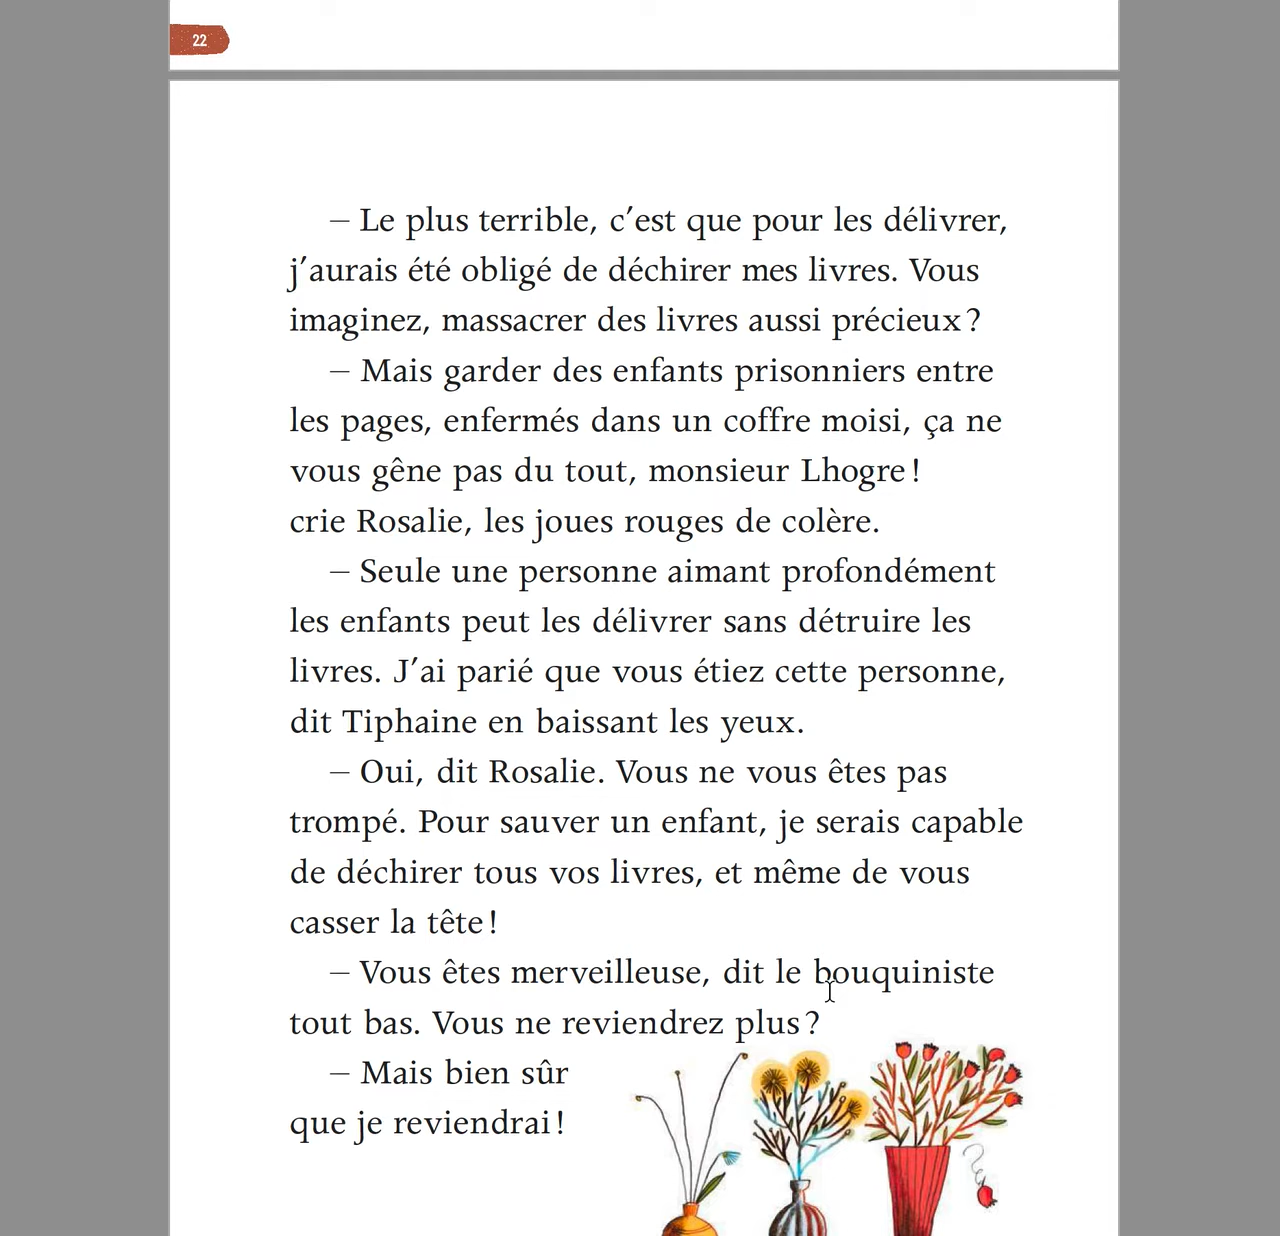 22
– Le plus terrible, c’est que pour les délivrer,
j’aurais été obligé de déchirer mes livres. Vous
imaginez, massacrer des livres aussi précieux ?
– Mais garder des enfants prisonniers entre
les pages, enfermés dans un coffre moisi, ça ne
vous gêne pas du tout, monsieur Lhogre !
crie Rosalie, les joues rouges de colère.
– Seule une personne aimant profondément
les enfants peut les délivrer sans détruire les
livres. J’ai parié que vous étiez cette personne,
dit Tiphaine en baissant les yeux.
– Oui, dit Rosalie. Vous ne vous êtes pas
trompé. Pour sauver un enfant, je serais capable
de déchirer tous vos livres, et même de vous
casser la tête !
– Vous êtes merveilleuse, dit le bouquiniste
tout bas. Vous ne reviendrez plus ?
– Mais bien sûr
que je reviendrai !